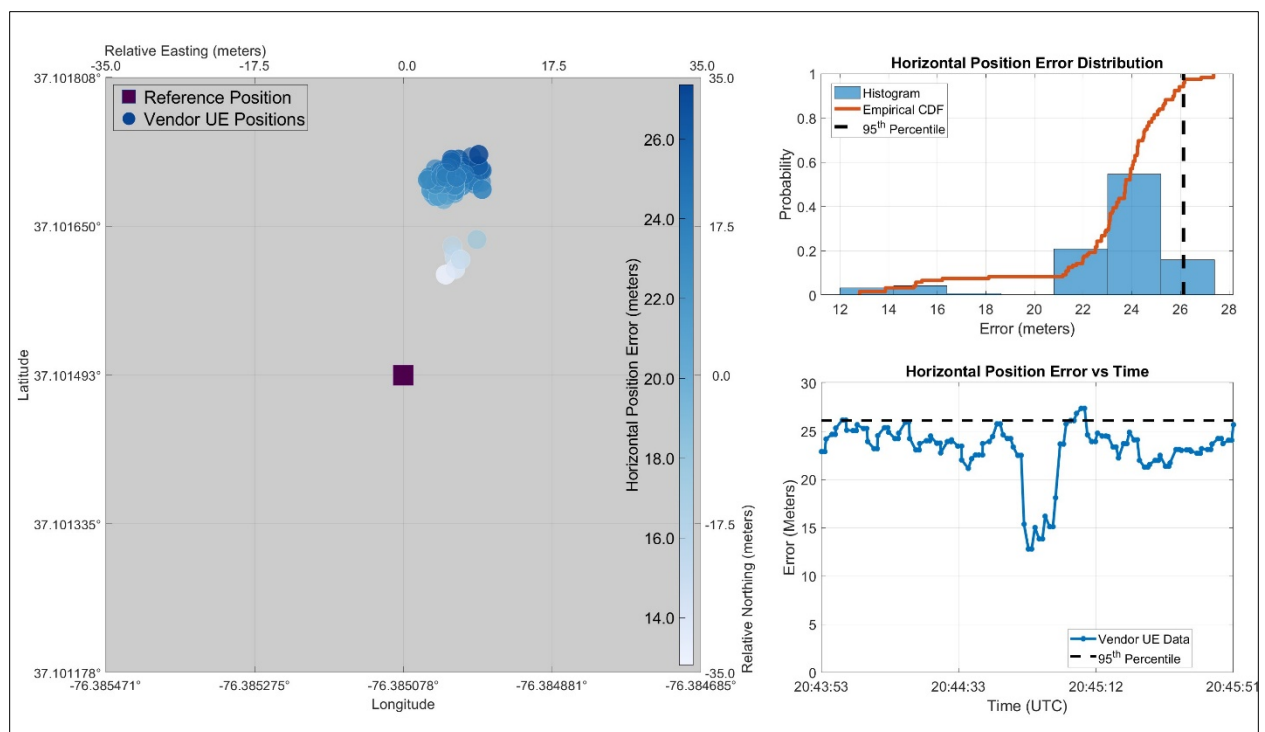 Relative Easting (meters)
-35.0 -17.5 0.0 17.5 35.0
37.101808° 35.0
Reference Position
Vendor UE Positions
26.0
24.0
37.101650° 17.5
22.0
Horizontal Position Error (meters)
Latitude
37.101493° 20.0 0.0
18.0
37.101335° -17.5
16.0
14.0
Relative Northing (meters)
37.101178° -35.0
-76.385471° -76.385275° -76.385078° -76.384881° -76.384685°
Longitude
Horizontal Position Error Distribution
Histogram
Empirical CDF
95th Percentile
Probability
1
0.8
0.6
0.4
0.2
0
12 14 16 18 20 22 24 26 28
Error (meters)
Horizontal Position Error vs Time
Error (Meters)
30
25
20
15
10
5
0
Vendor UE Data
95th Percentile
20:43:53 20:44:33 20:45:12 20:45:51
Time (UTC)